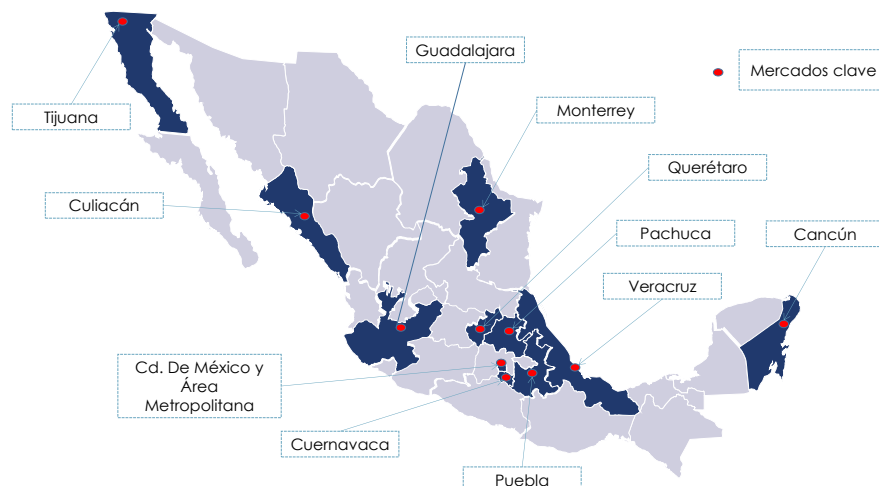 Guadalajara
Mercados clave
Tijuana
Monterrey
Querétaro
Culiacán
Pachuca
Cancún
Veracruz
Cd. De México y
Área
Metropolitana
Cuernavaca
Puebla